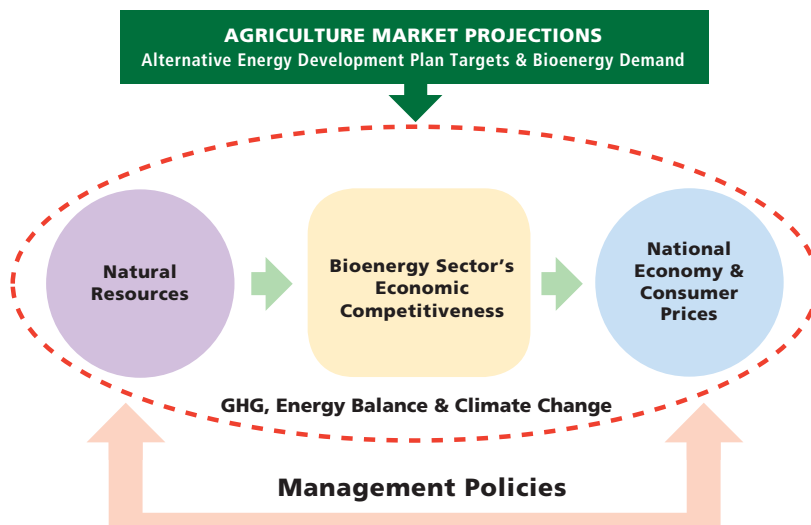 AGRICULTURE MARKET PROJECTIONS
Alternative Energy Development Plan Targets & Bioenergy Demand
Natural
Resources
Bioenergy Sector's
Economic
Competitiveness
National
Economy &
Consumer
Prices
GHG, Energy Balance & Climate Change
Management Policies